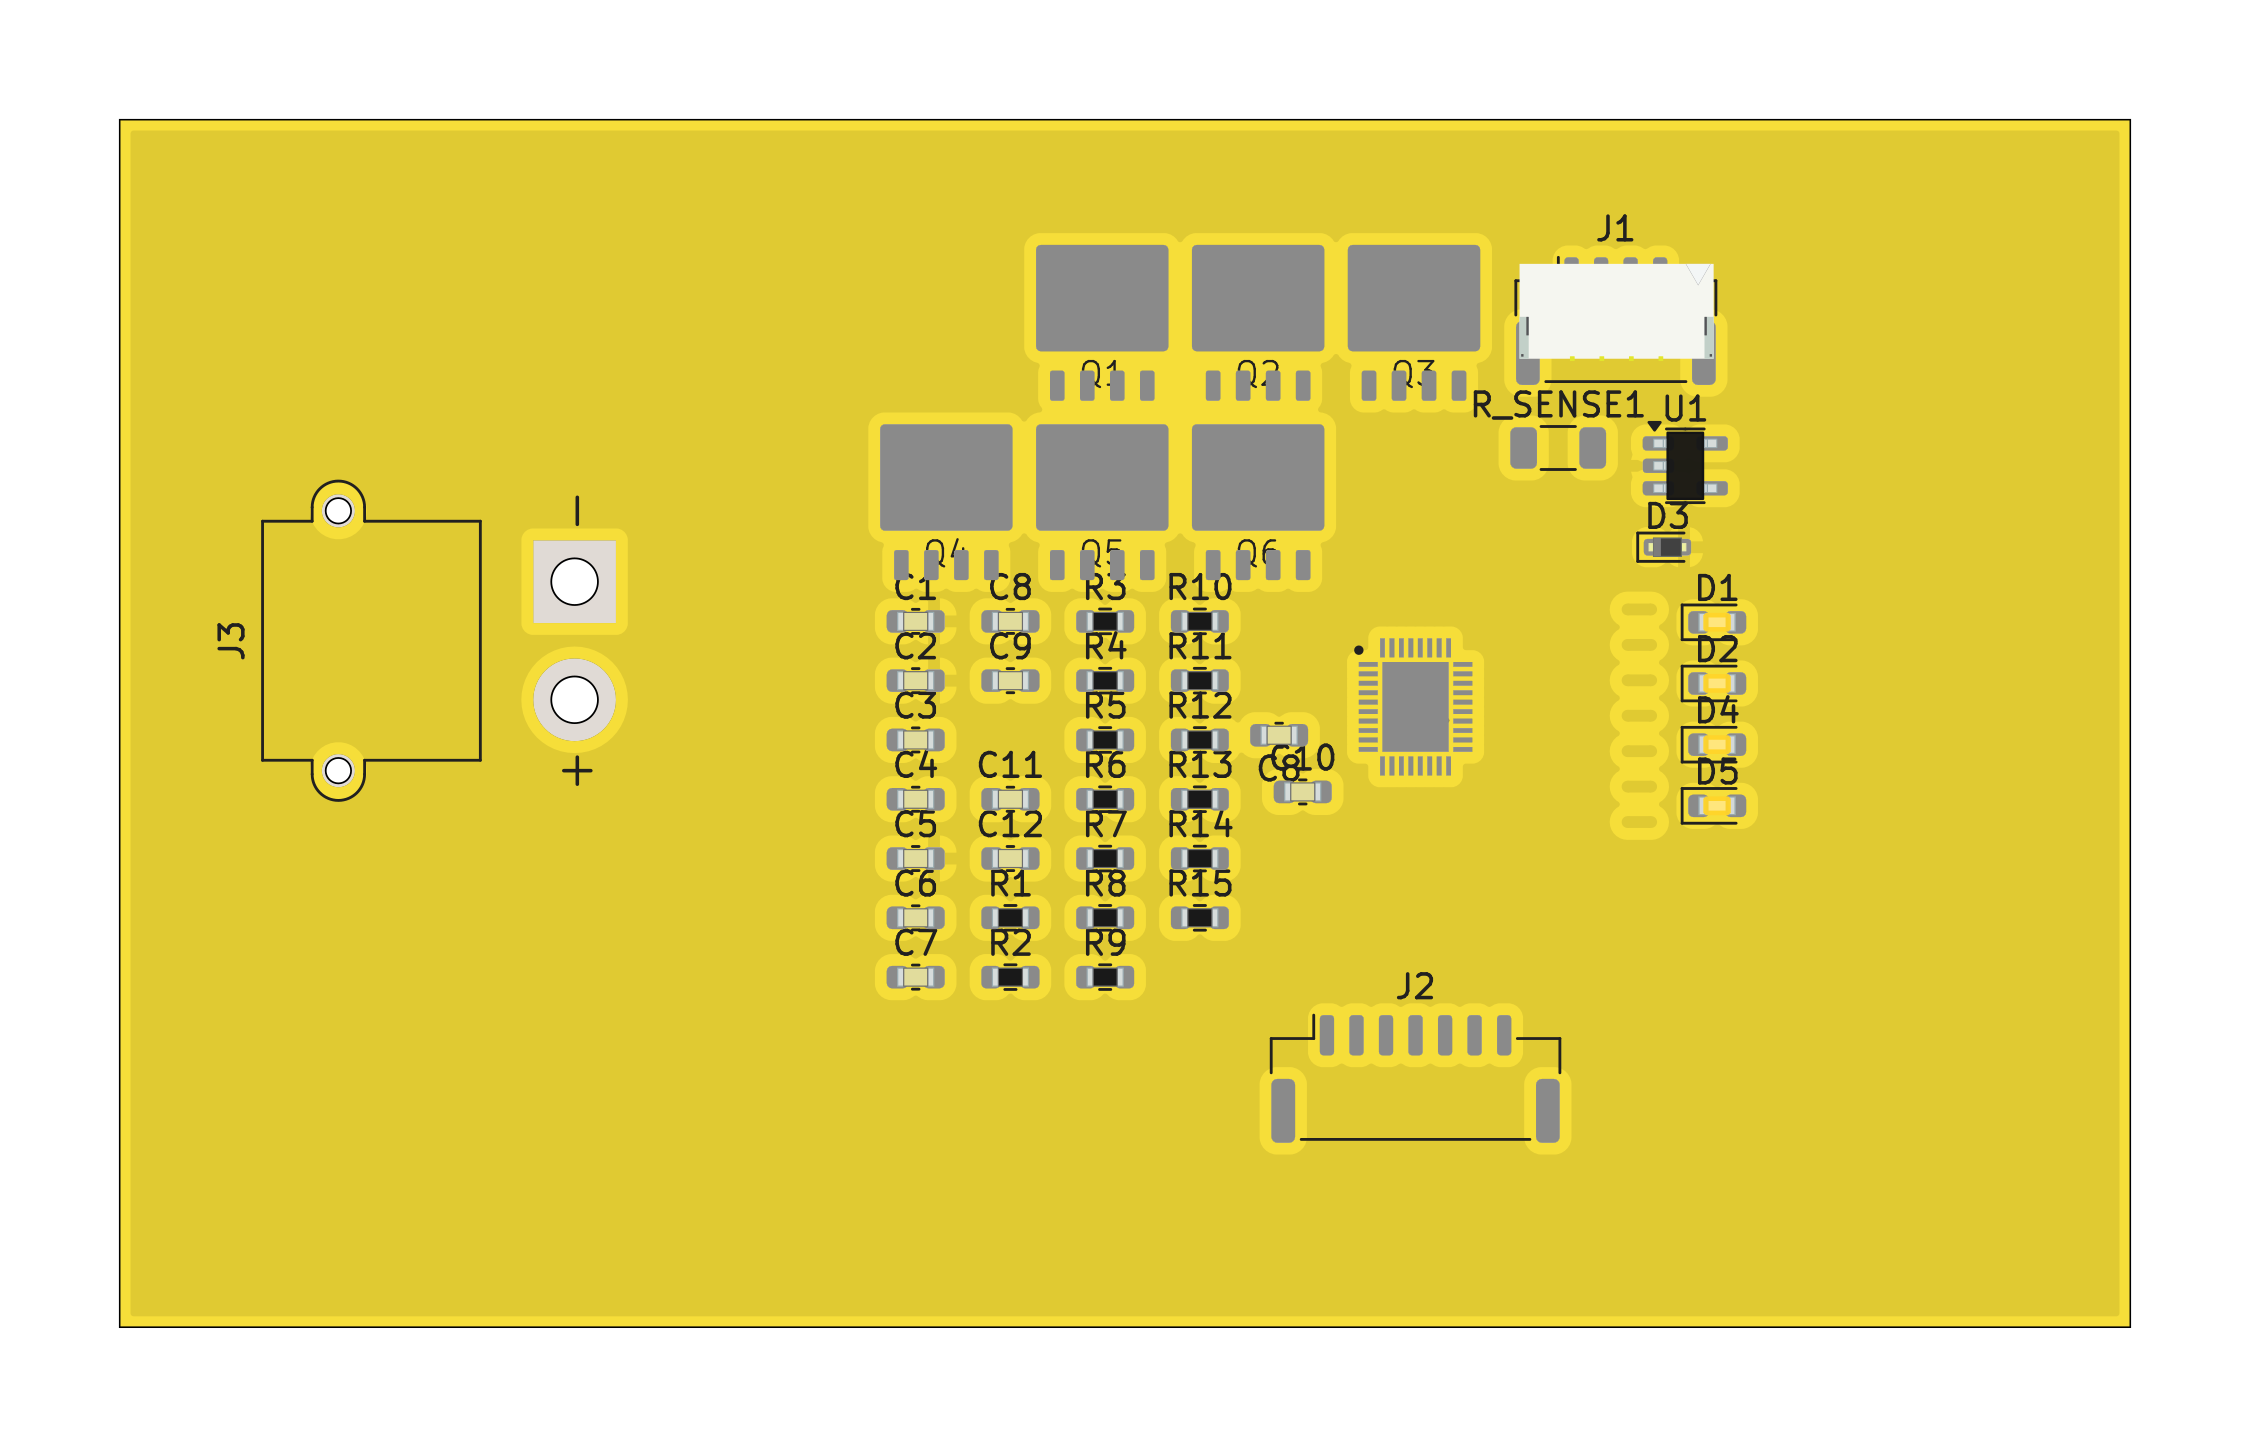 J1
Q1 Q2 Q3
R_SENSE1 U1
−
D3
Q4 Q5 Q6
C1 C8 R3 R10 D1
J3
C2 C9 R4 R11 D2
C3 R5 R12 D4
+
C4 C11 R6 R13 C8 C10 D5
C5 C12 R7 R14
C6 R1 R8 R15
C7 R2 R9
J2